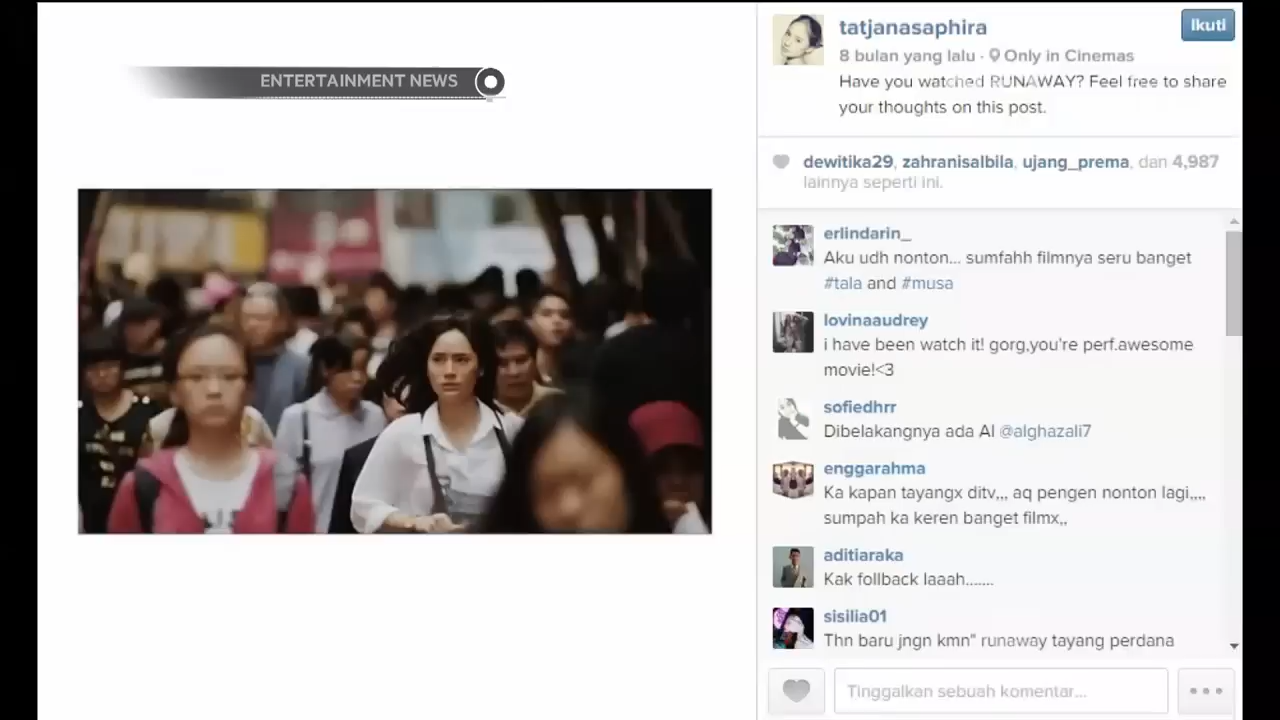 ENTERTAINMENT NEWS
tatjanasaphira
Ikuti
8 bulan yang lalu · Only in Cinemas
Have you watched RUNAWAY? Feel free to share
your thoughts on this post.
dewitika29, zahranisalbila, ujang_prema, dan 4,987
lainnya seperti ini.
erlindarin_
Aku udh nonton... sumfahh filmnya seru banget
#tala and #musa
lovinaaudrey
i have been watch it! gorg,you're perf.awesome
movie!<3
sofiedhrr
Dibelakangnya ada Al @alghazali7
enggarahma
Ka kapan tayangx ditv,,, aq pengen nonton lagi,,,,
sumpah ka keren banget filmx,,
aditiaraka
Kak follback laaah.......
sisilia01
Thn baru jngn kmn" runaway tayang perdana
Tinggalkan sebuah komentar...